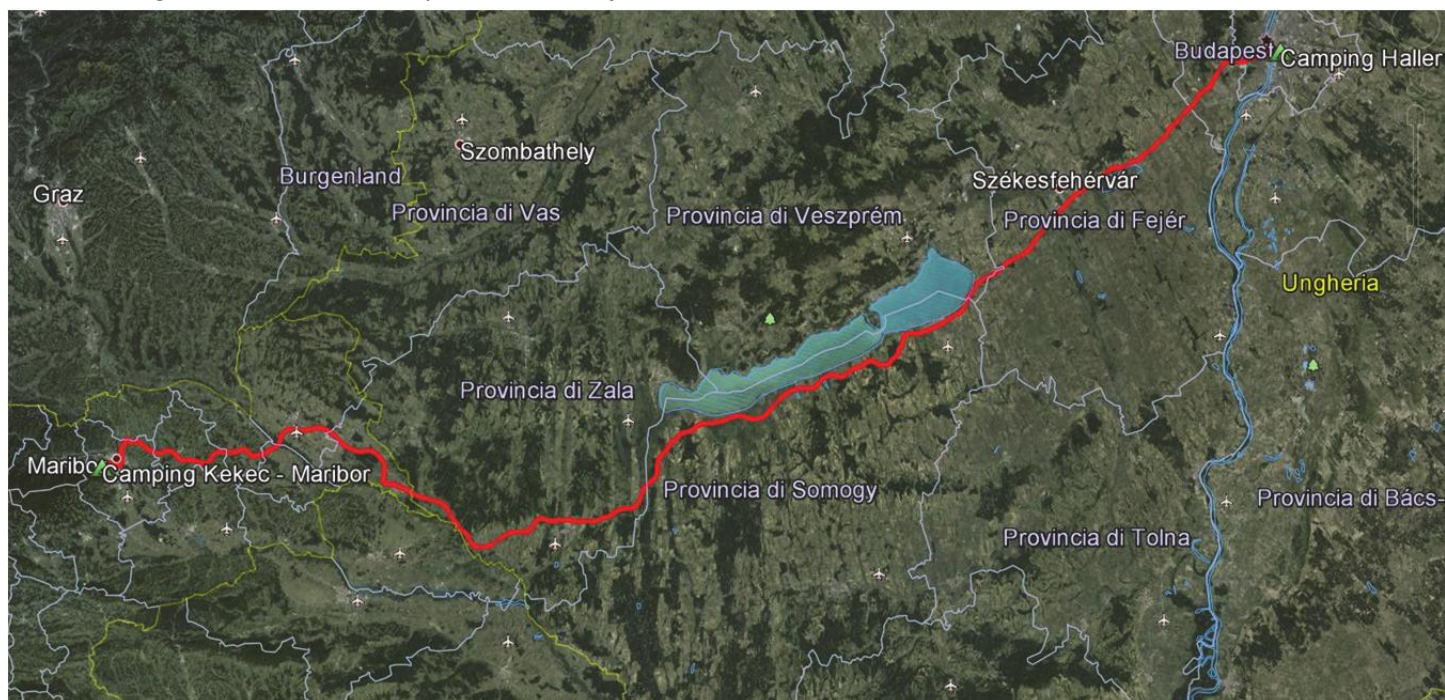 Budapest
Camping Haller
Szombathely
Burgenland
Graz
Székesfehérvár
Provincia di Vas
Provincia di Veszprém
Provincia di Fejér
Ungheria
Provincia di Zala
Maribo
Camping Kekec - Maribor
Provincia di Somogy
Provincia di Bács-
Provincia di Tolna